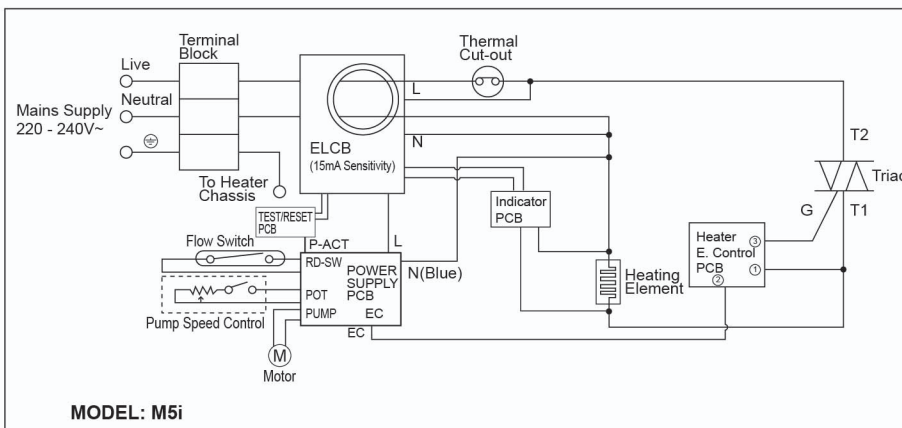 Terminal
Block
Live
Neutral
Mains Supply
220 - 240V~
To Heater
Chassis
ELCB
(15mA Sensitivity)
L
N
Thermal
Cut-out
T2
Triac
G
T1
TEST/RESET
PCB
Indicator
PCB
Heater
E. Control
PCB
3
1
2
Flow Switch
P-ACT
L
RD-SW
POWER
SUPPLY
PCB
N(Blue)
POT
PUMP
EC
EC
Pump Speed Control
Heating
Element
M
Motor
MODEL: M5i